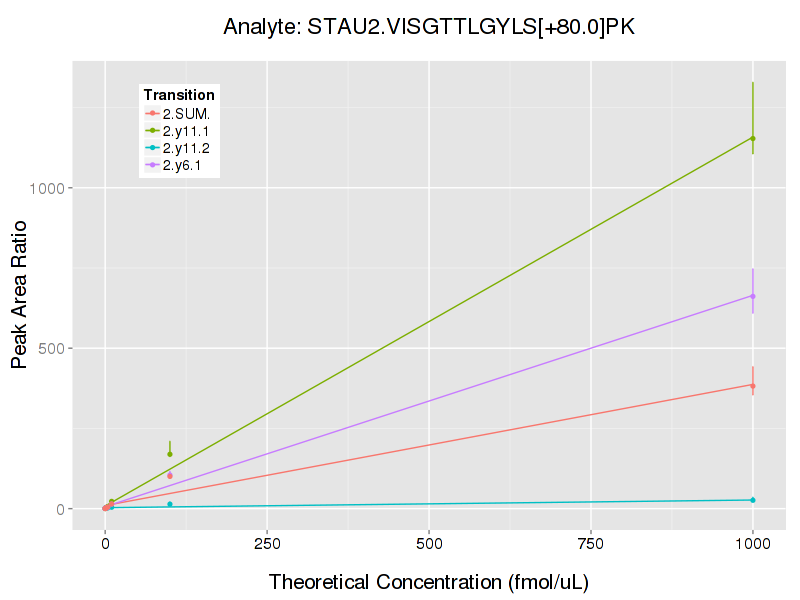 Analyte: STAU2.VISGTTLGYLS[+80.0]PK
Transition
2.SUM.
2.y11.1
2.y11.2
2.y6.1
Peak Area Ratio
1000
500
0
0 250 500 750 1000
Theoretical Concentration (fmol/uL)